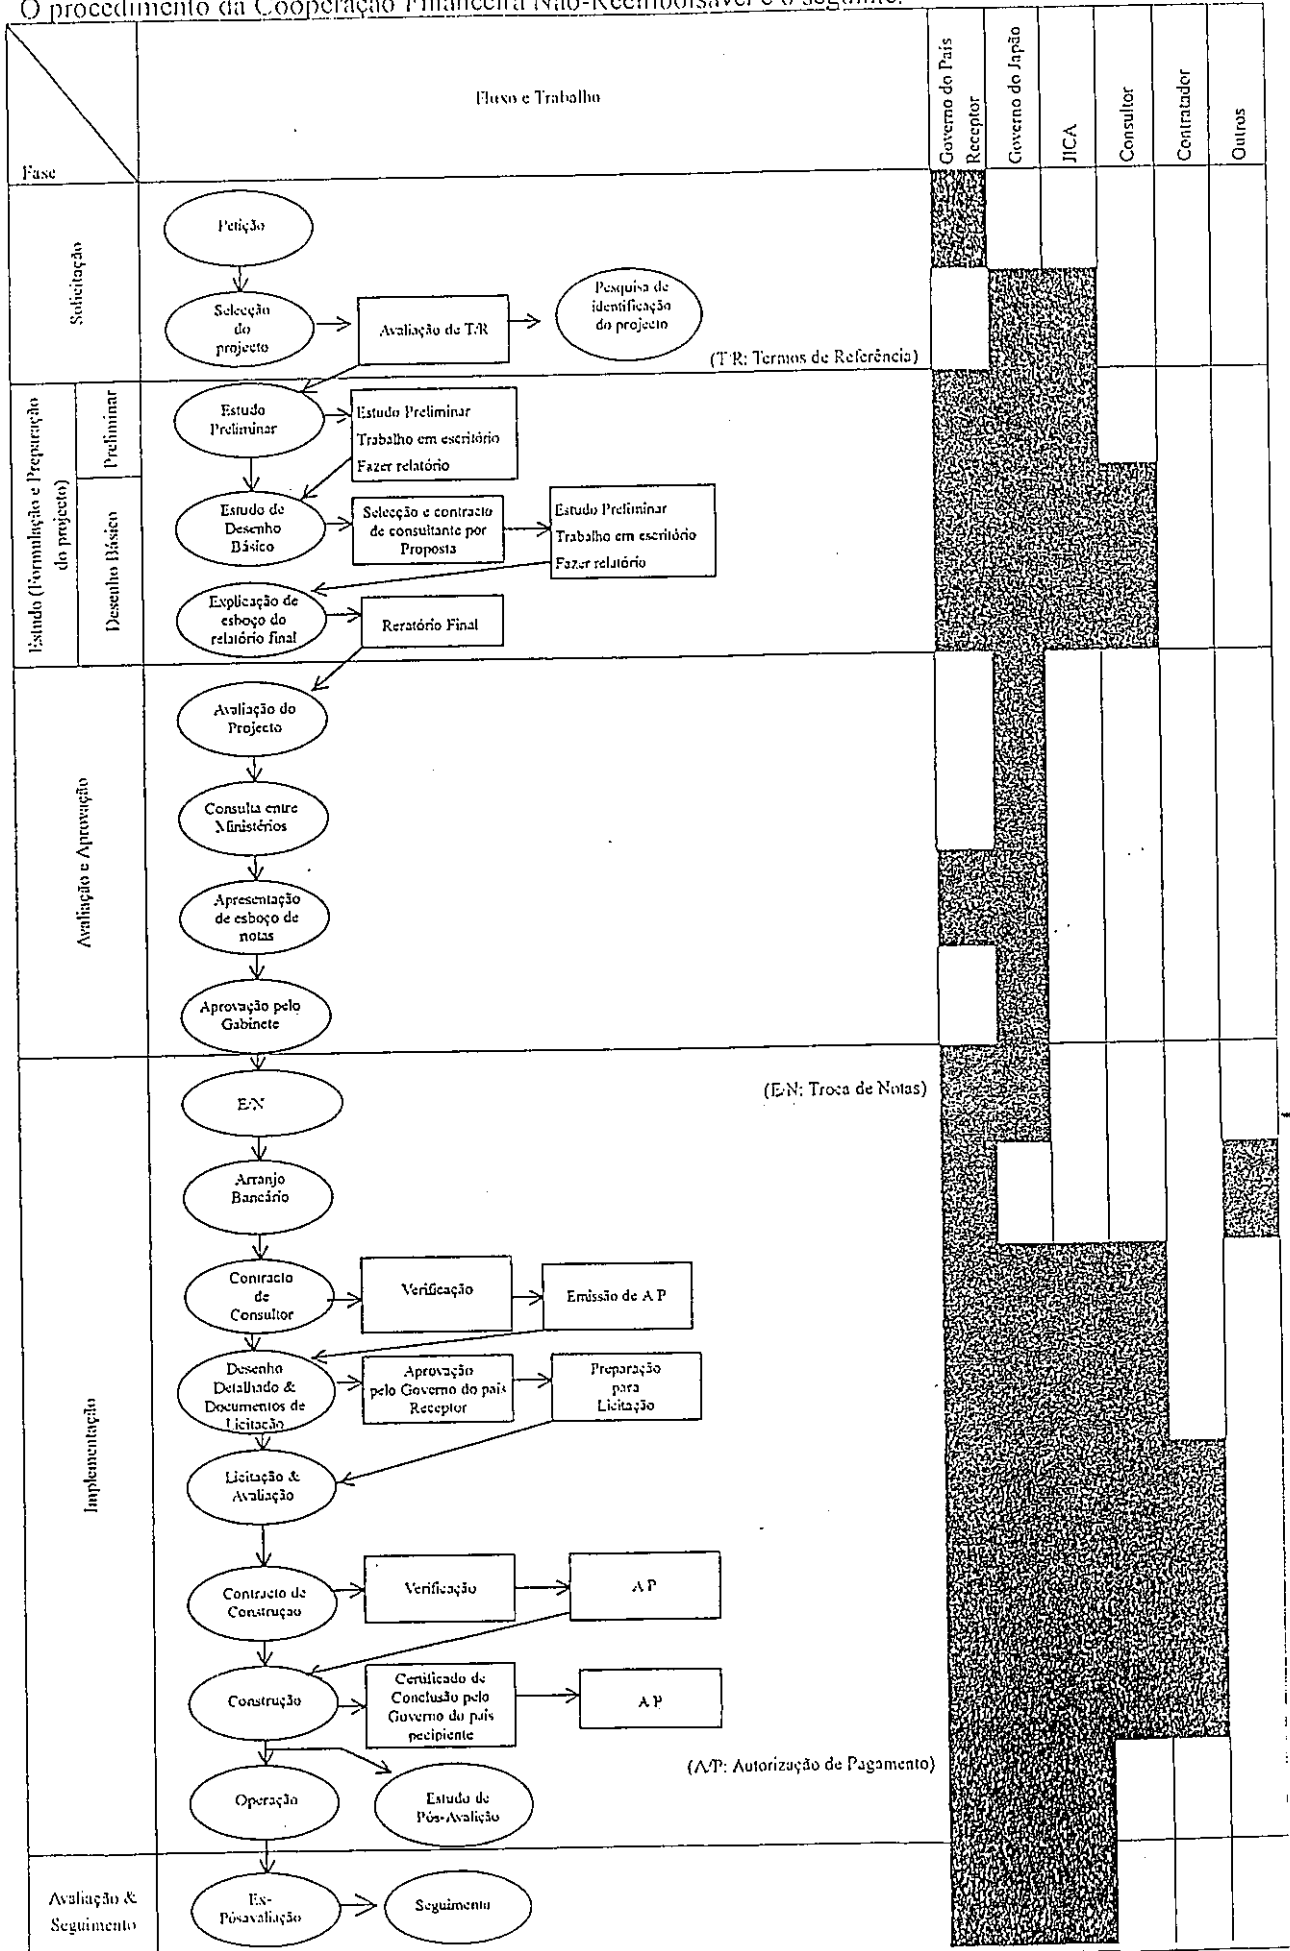 O procedimento da Cooperação Financeira Não-Reembolsável é o seguinte:
Fase
Fluxo e Trabalho
Governo do País
Receptor
Governo do Japão
JICA
Consultor
Contratador
Outros
Solicitação
Petição
Selecção
do
projecto
Avaliação de T/R
Pesquisa de
identificação
do projecto
(T/R: Termos de Referência)
Estudo (Formulação e Preparação
do projecto)
Preliminar
Estudo
Preliminar
Estudo Preliminar
Trabalho em escritório
Fazer relatório
Desenho Básico
Estudo de
Desenho
Básico
Selecção e contracto
de consultante por
Proposta
Estudo Preliminar
Trabalho em escritório
Fazer relatório
Explicação de
esboço do
relatório final
Reratório Final
Avaliação e Aprovação
Avaliação do
Projecto
Consulta entre
Ministérios
Apresentação
de esboço de
notas
Aprovação pelo
Gabinete
Implementação
E/N
(E/N: Troca de Notas)
Arranjo
Bancário
Contracto
de
Consultor
Verificação
Emissão de A/P
Desenho
Detalhado &
Documentos de
Licitação
Aprovação
pelo Governo do país
Receptor
Preparação
para
Licitação
Licitação &
Avaliação
Contracto de
Construçao
Verificação
A/P
Construção
Certificado de
Conclusão pelo
Governo do país
pecipiente
A/P
(A/P: Autorização de Pagamento)
Operação
Estudo de
Pós-Avalição
Avaliação &
Seguimento
Ex-
Pósavaliação
Seguimento